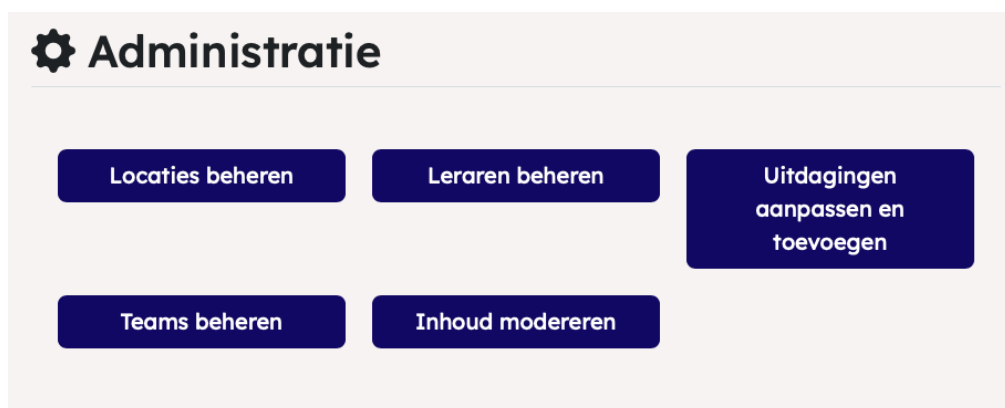 Administratie
Locaties beheren
Leraren beheren
Uitdagingen
aanpassen en
toevoegen
Teams beheren
Inhoud modereren